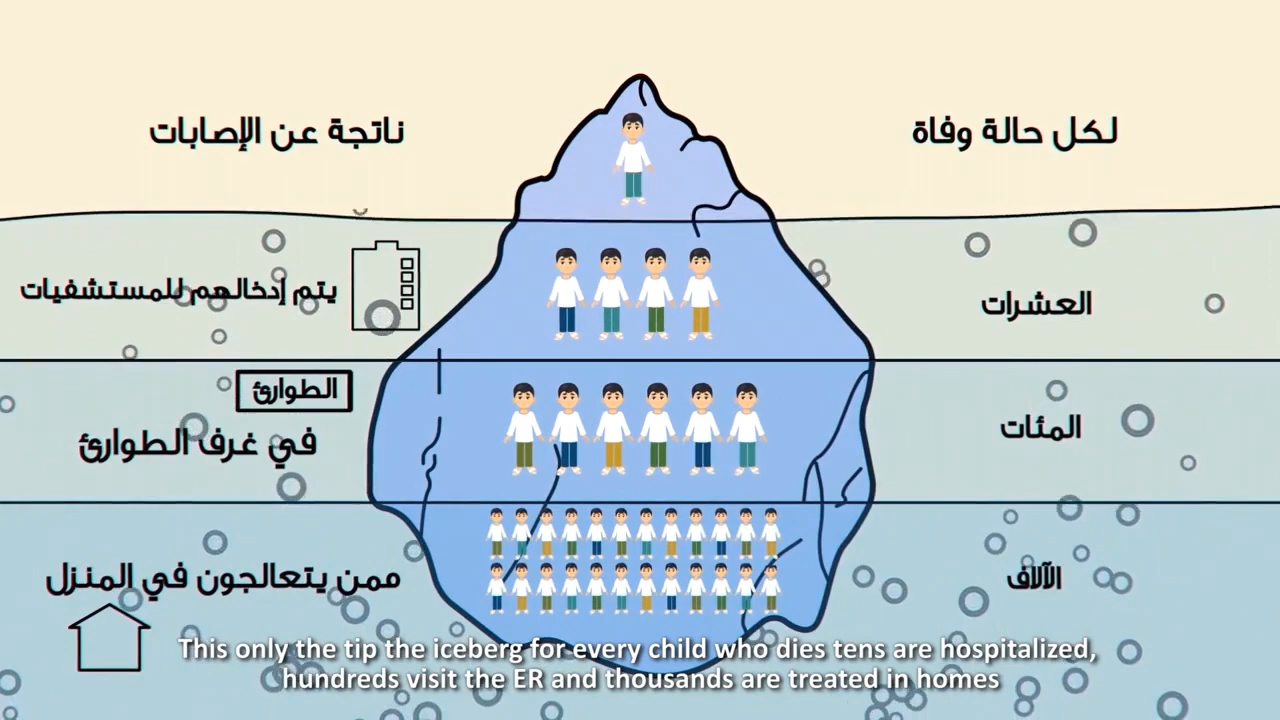 لكل حالة وفاة
ناتجة عن الإصابات
العشرات
يتم إدخالهم للمستشفيات
الطوارئ
المئات
في غرف الطوارئ
الآلاف
ممن يتعالجون في المنزل
This only the tip the iceberg for every child who dies tens are hospitalized,
hundreds visit the ER and thousands are treated in homes